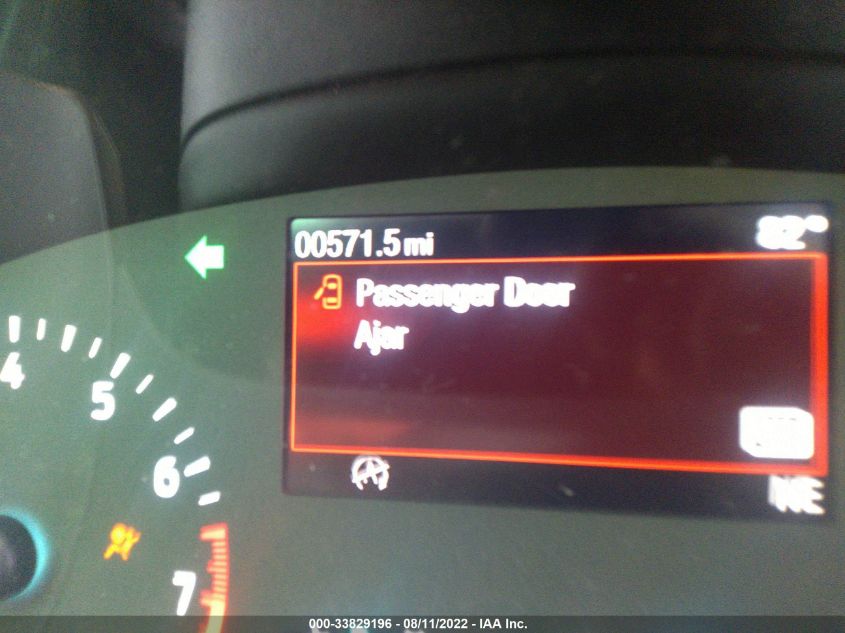 00571.5 mi
82°
Passenger Door
Ajar
NE
4
5
6
7
000-33829196 - 08/11/2022 - IAA Inc.